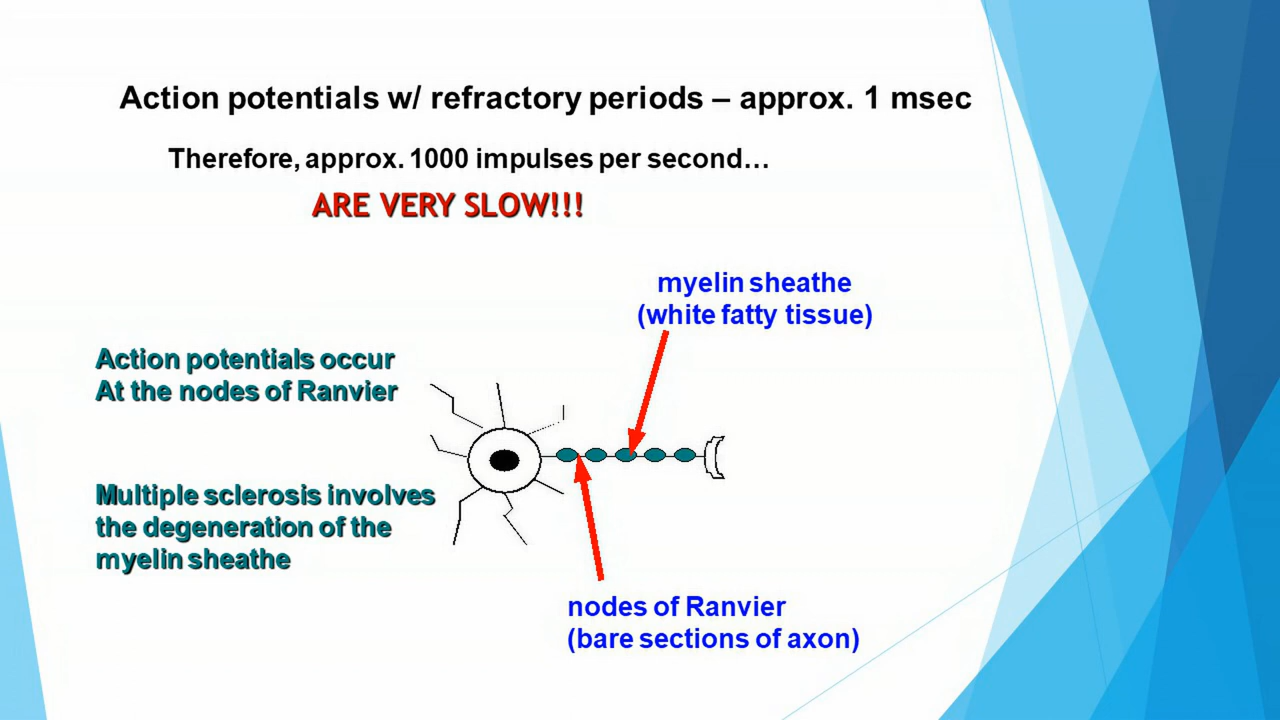 Action potentials w/ refractory periods – approx. 1 msec
Therefore, approx. 1000 impulses per second…
ARE VERY SLOW!!!
myelin sheathe
(white fatty tissue)
Action potentials occur
At the nodes of Ranvier
Multiple sclerosis involves
the degeneration of the
myelin sheathe
nodes of Ranvier
(bare sections of axon)